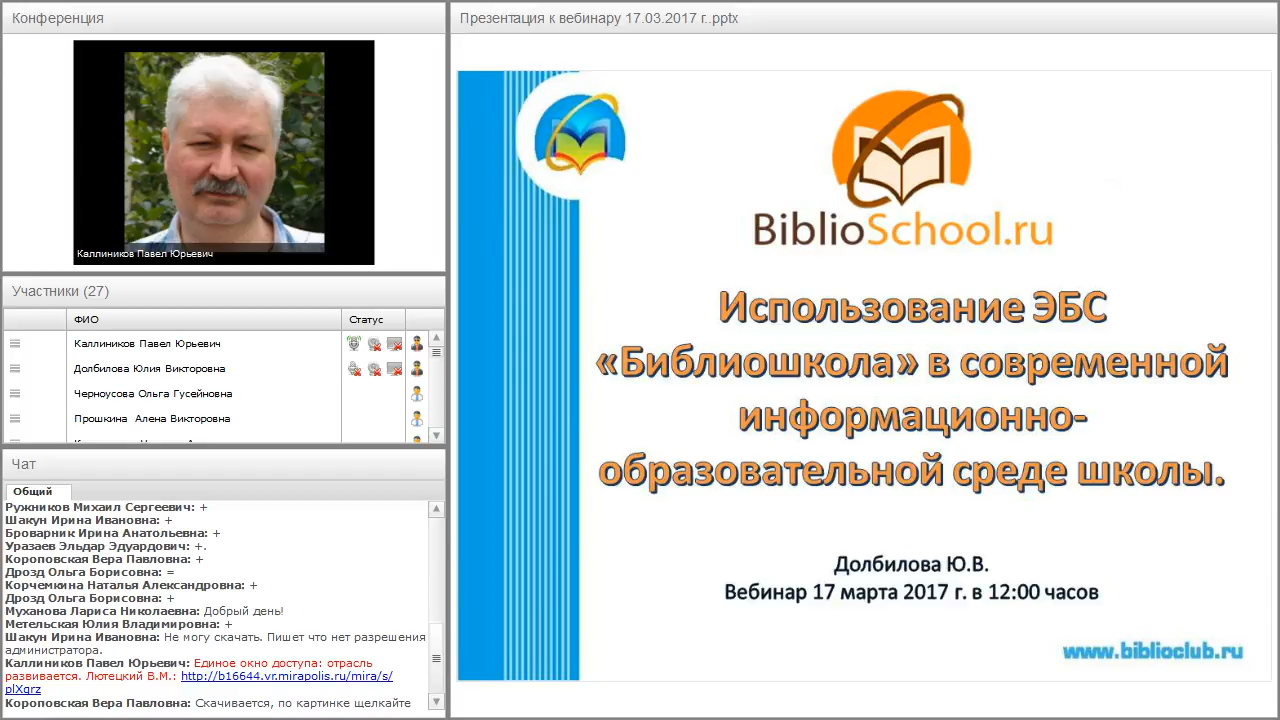 Конференция
Каллиников Павел Юрьевич
Участники (27)
ФИО Статус
Каллиников Павел Юрьевич
Долбилова Юлия Викторовна
Черноусова Ольга Гусейновна
Прошкина Алена Викторовна
Чат
Общий
Ружников Михаил Сергеевич: +
Шакун Ирина Ивановна: +
Броварник Ирина Анатольевна: +
Уразаев Эльдар Эдуардович: +.
Короповская Вера Павловна: +
Дрозд Ольга Борисовна: =
Корчемкина Наталья Александровна: +
Дрозд Ольга Борисовна: +
Муханова Лариса Николаевна: Добрый день!
Метельская Юлия Владимировна: +
Шакун Ирина Ивановна: Не могу скачать. Пишет что нет разрешения
администратора.
Каллиников Павел Юрьевич: Единое окно доступа: отрасль
развивается. Лютецкий В.М.: http://b16644.vr.mirapolis.ru/mira/s/
plXqrz
Короповская Вера Павловна: Скачивается, по картинке щелкайте
Презентация к вебинару 17.03.2017 г..pptx
BiblioSchool.ru
Использование ЭБС
«Библиошкола» в современной
информационно-
образовательной среде школы.
Долбилова Ю.В.
Вебинар 17 марта 2017 г. в 12:00 часов
www.biblioclub.ru